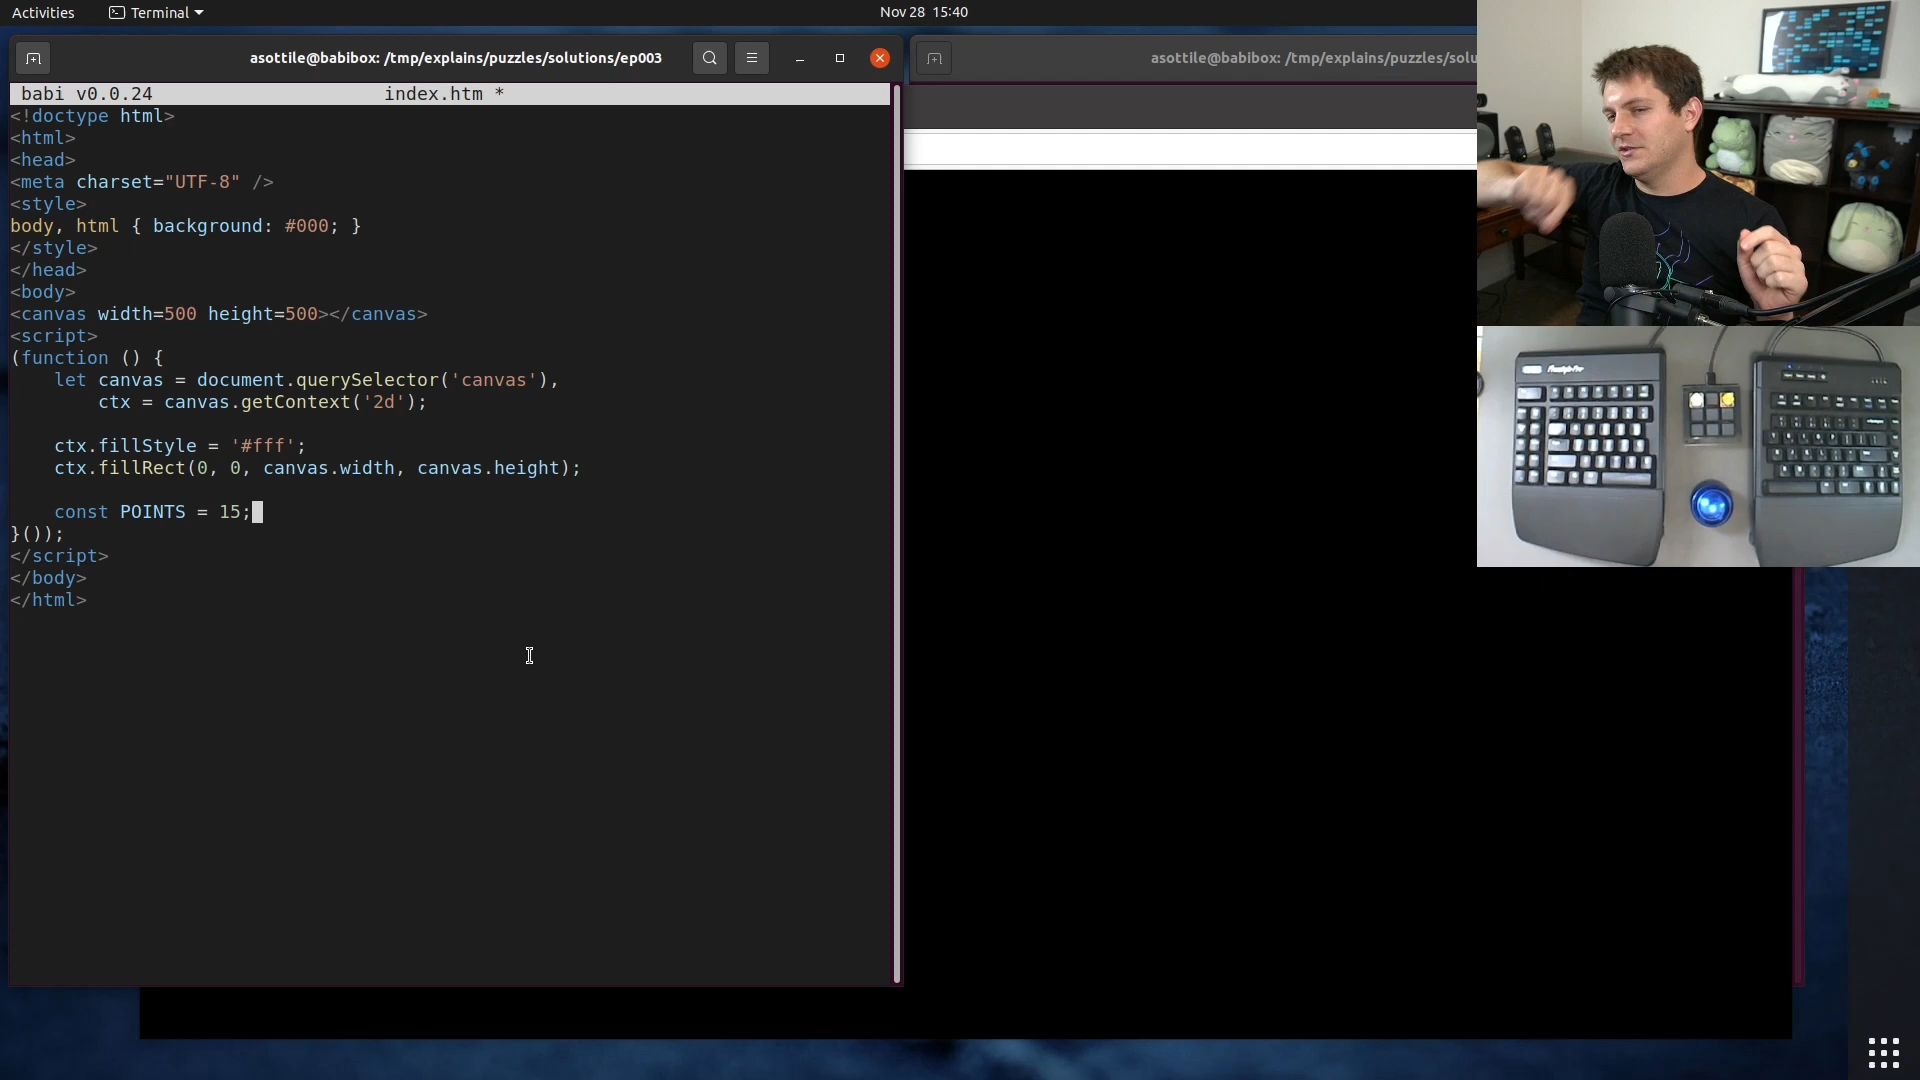 Activities
Terminal
Nov 28 15:40
asottile@babibox: /tmp/explains/puzzles/solutions/ep003
asottile@babibox: /tmp/explains/puzzles/solu
babi v0.0.24 index.htm *
<!doctype html>
<html>
<head>
<meta charset="UTF-8" />
<style>
body, html { background: #000; }
</style>
</head>
<body>
<canvas width=500 height=500></canvas>
<script>
(function () {
    let canvas = document.querySelector('canvas'),
        ctx = canvas.getContext('2d');
    ctx.fillStyle = '#fff';
    ctx.fillRect(0, 0, canvas.width, canvas.height);
    const POINTS = 15;
}());
</script>
</body>
</html>